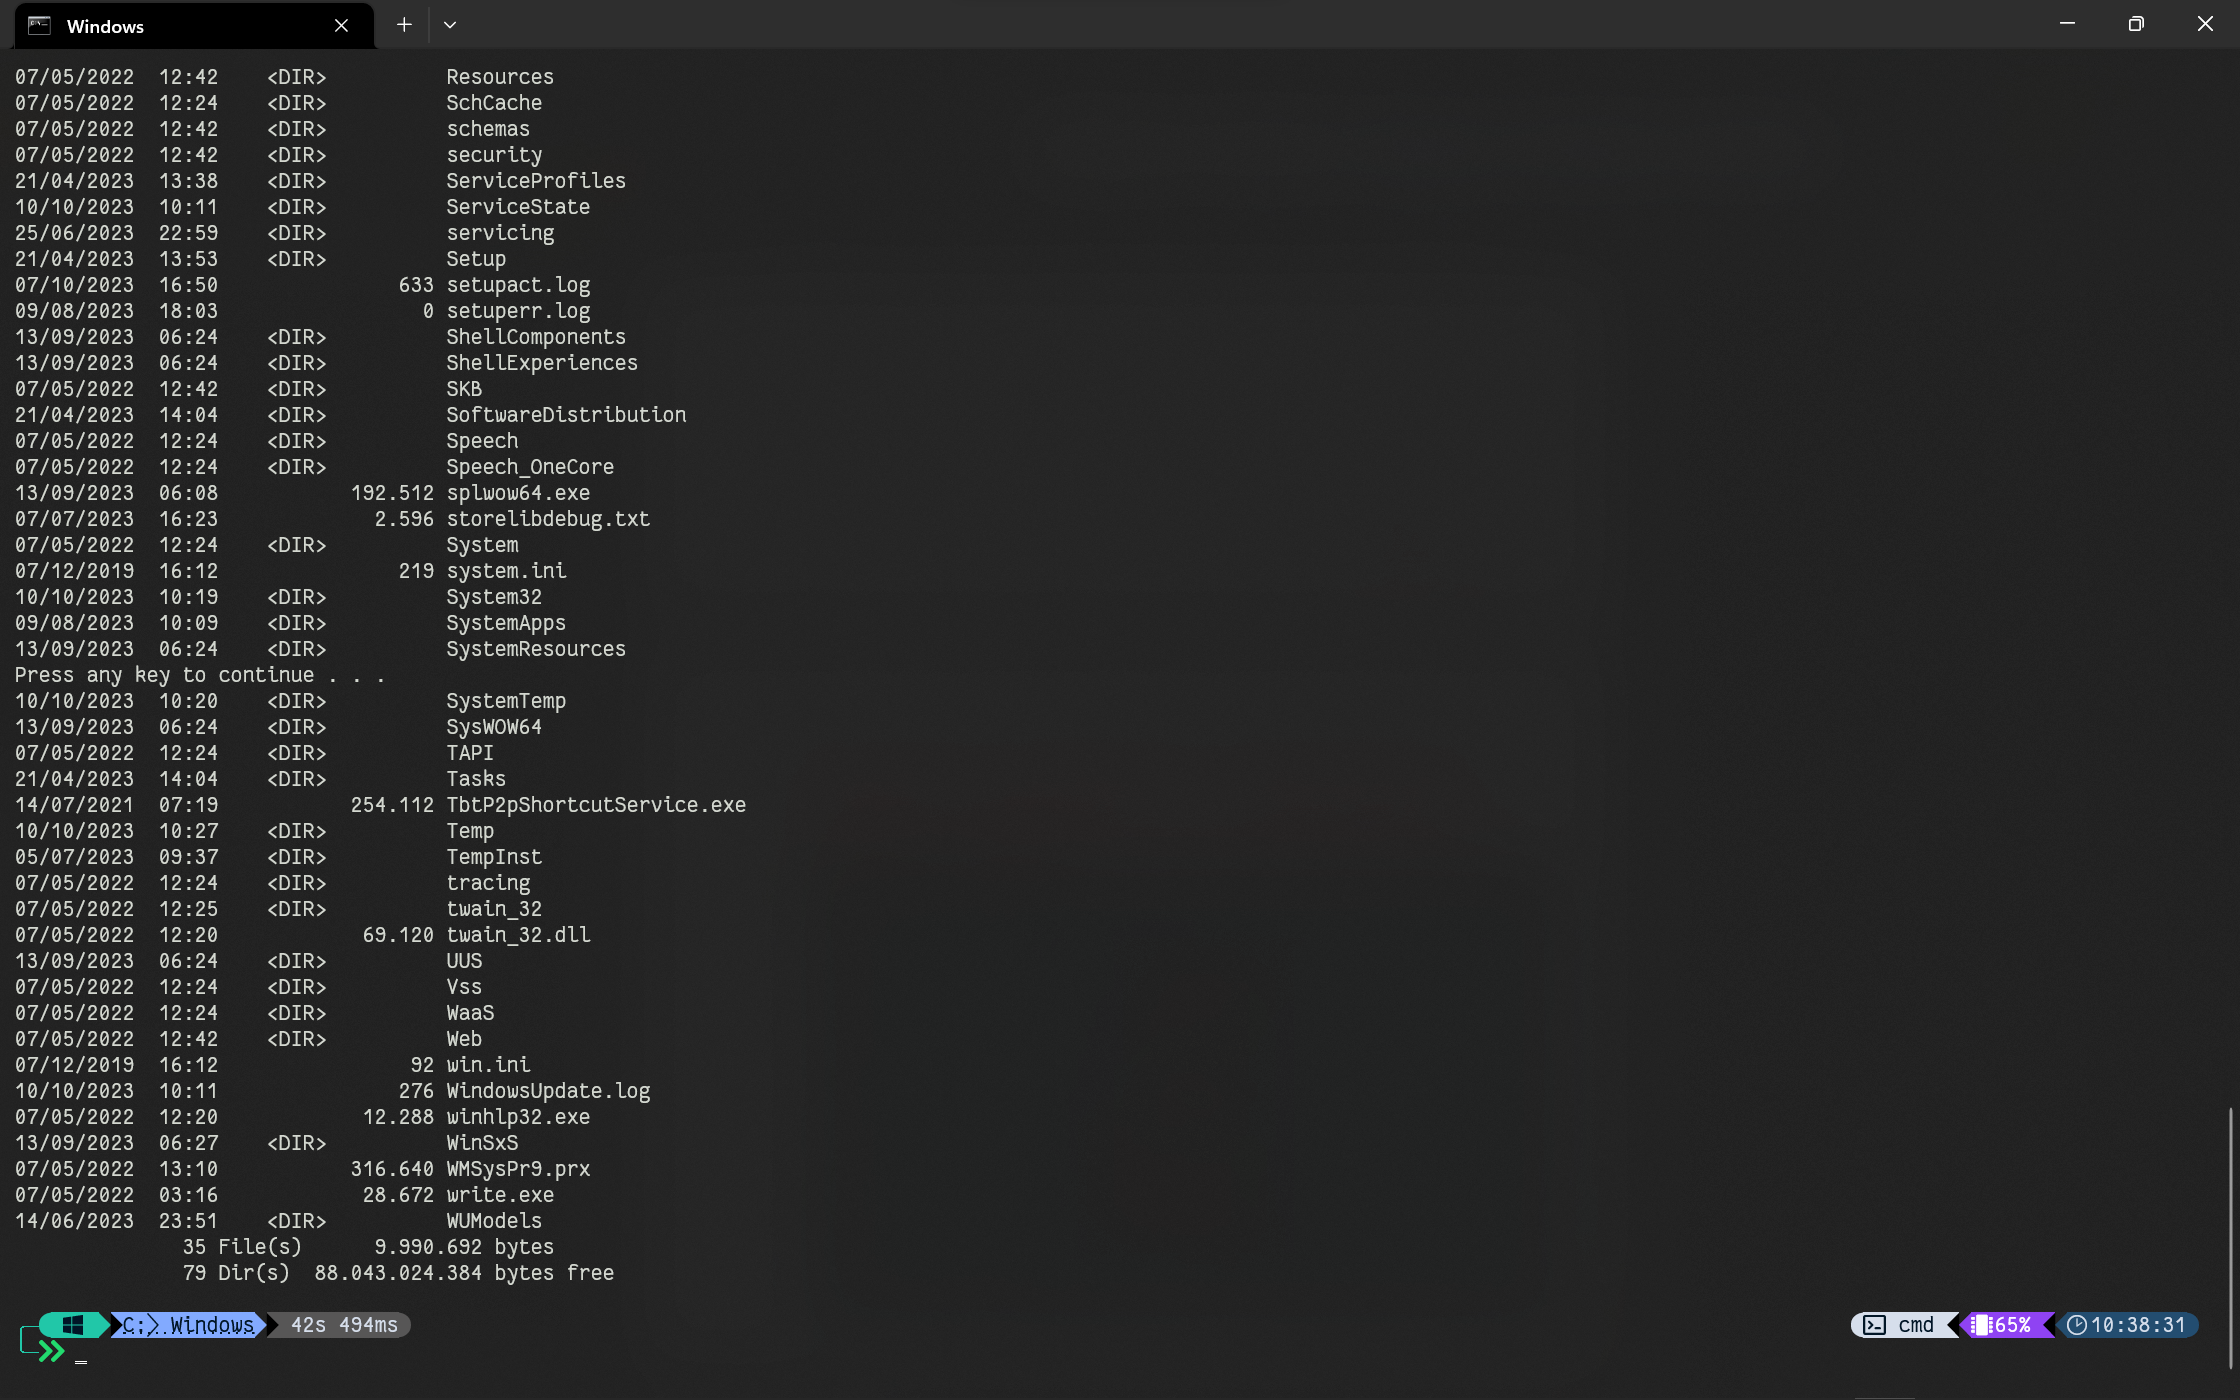 Windows
07/05/2022  12:42    <DIR>          Resources
07/05/2022  12:24    <DIR>          SchCache
07/05/2022  12:42    <DIR>          schemas
07/05/2022  12:42    <DIR>          security
21/04/2023  13:38    <DIR>          ServiceProfiles
10/10/2023  10:11    <DIR>          ServiceState
25/06/2023  22:59    <DIR>          servicing
21/04/2023  13:53    <DIR>          Setup
07/10/2023  16:50               633 setupact.log
09/08/2023  18:03                 0 setuperr.log
13/09/2023  06:24    <DIR>          ShellComponents
13/09/2023  06:24    <DIR>          ShellExperiences
07/05/2022  12:42    <DIR>          SKB
21/04/2023  14:04    <DIR>          SoftwareDistribution
07/05/2022  12:24    <DIR>          Speech
07/05/2022  12:24    <DIR>          Speech_OneCore
13/09/2023  06:08           192.512 splwow64.exe
07/07/2023  16:23             2.596 storelibdebug.txt
07/05/2022  12:24    <DIR>          System
07/12/2019  16:12               219 system.ini
10/10/2023  10:19    <DIR>          System32
09/08/2023  10:09    <DIR>          SystemApps
13/09/2023  06:24    <DIR>          SystemResources
Press any key to continue . . .
10/10/2023  10:20    <DIR>          SystemTemp
13/09/2023  06:24    <DIR>          SysWOW64
07/05/2022  12:24    <DIR>          TAPI
21/04/2023  14:04    <DIR>          Tasks
14/07/2021  07:19           254.112 TbtP2pShortcutService.exe
10/10/2023  10:27    <DIR>          Temp
05/07/2023  09:37    <DIR>          TempInst
07/05/2022  12:24    <DIR>          tracing
07/05/2022  12:25    <DIR>          twain_32
07/05/2022  12:20            69.120 twain_32.dll
13/09/2023  06:24    <DIR>          UUS
07/05/2022  12:24    <DIR>          Vss
07/05/2022  12:24    <DIR>          WaaS
07/05/2022  12:42    <DIR>          Web
07/12/2019  16:12                92 win.ini
10/10/2023  10:11               276 WindowsUpdate.log
07/05/2022  12:20            12.288 winhlp32.exe
13/09/2023  06:27    <DIR>          WinSxS
07/05/2022  13:10           316.640 WMSysPr9.prx
07/05/2022  03:16            28.672 write.exe
14/06/2023  23:51    <DIR>          WUModels
35 File(s)      9.990.692 bytes
79 Dir(s)  88.043.024.384 bytes free
C:〉Windows 42s 494ms cmd 65% 10:38:31